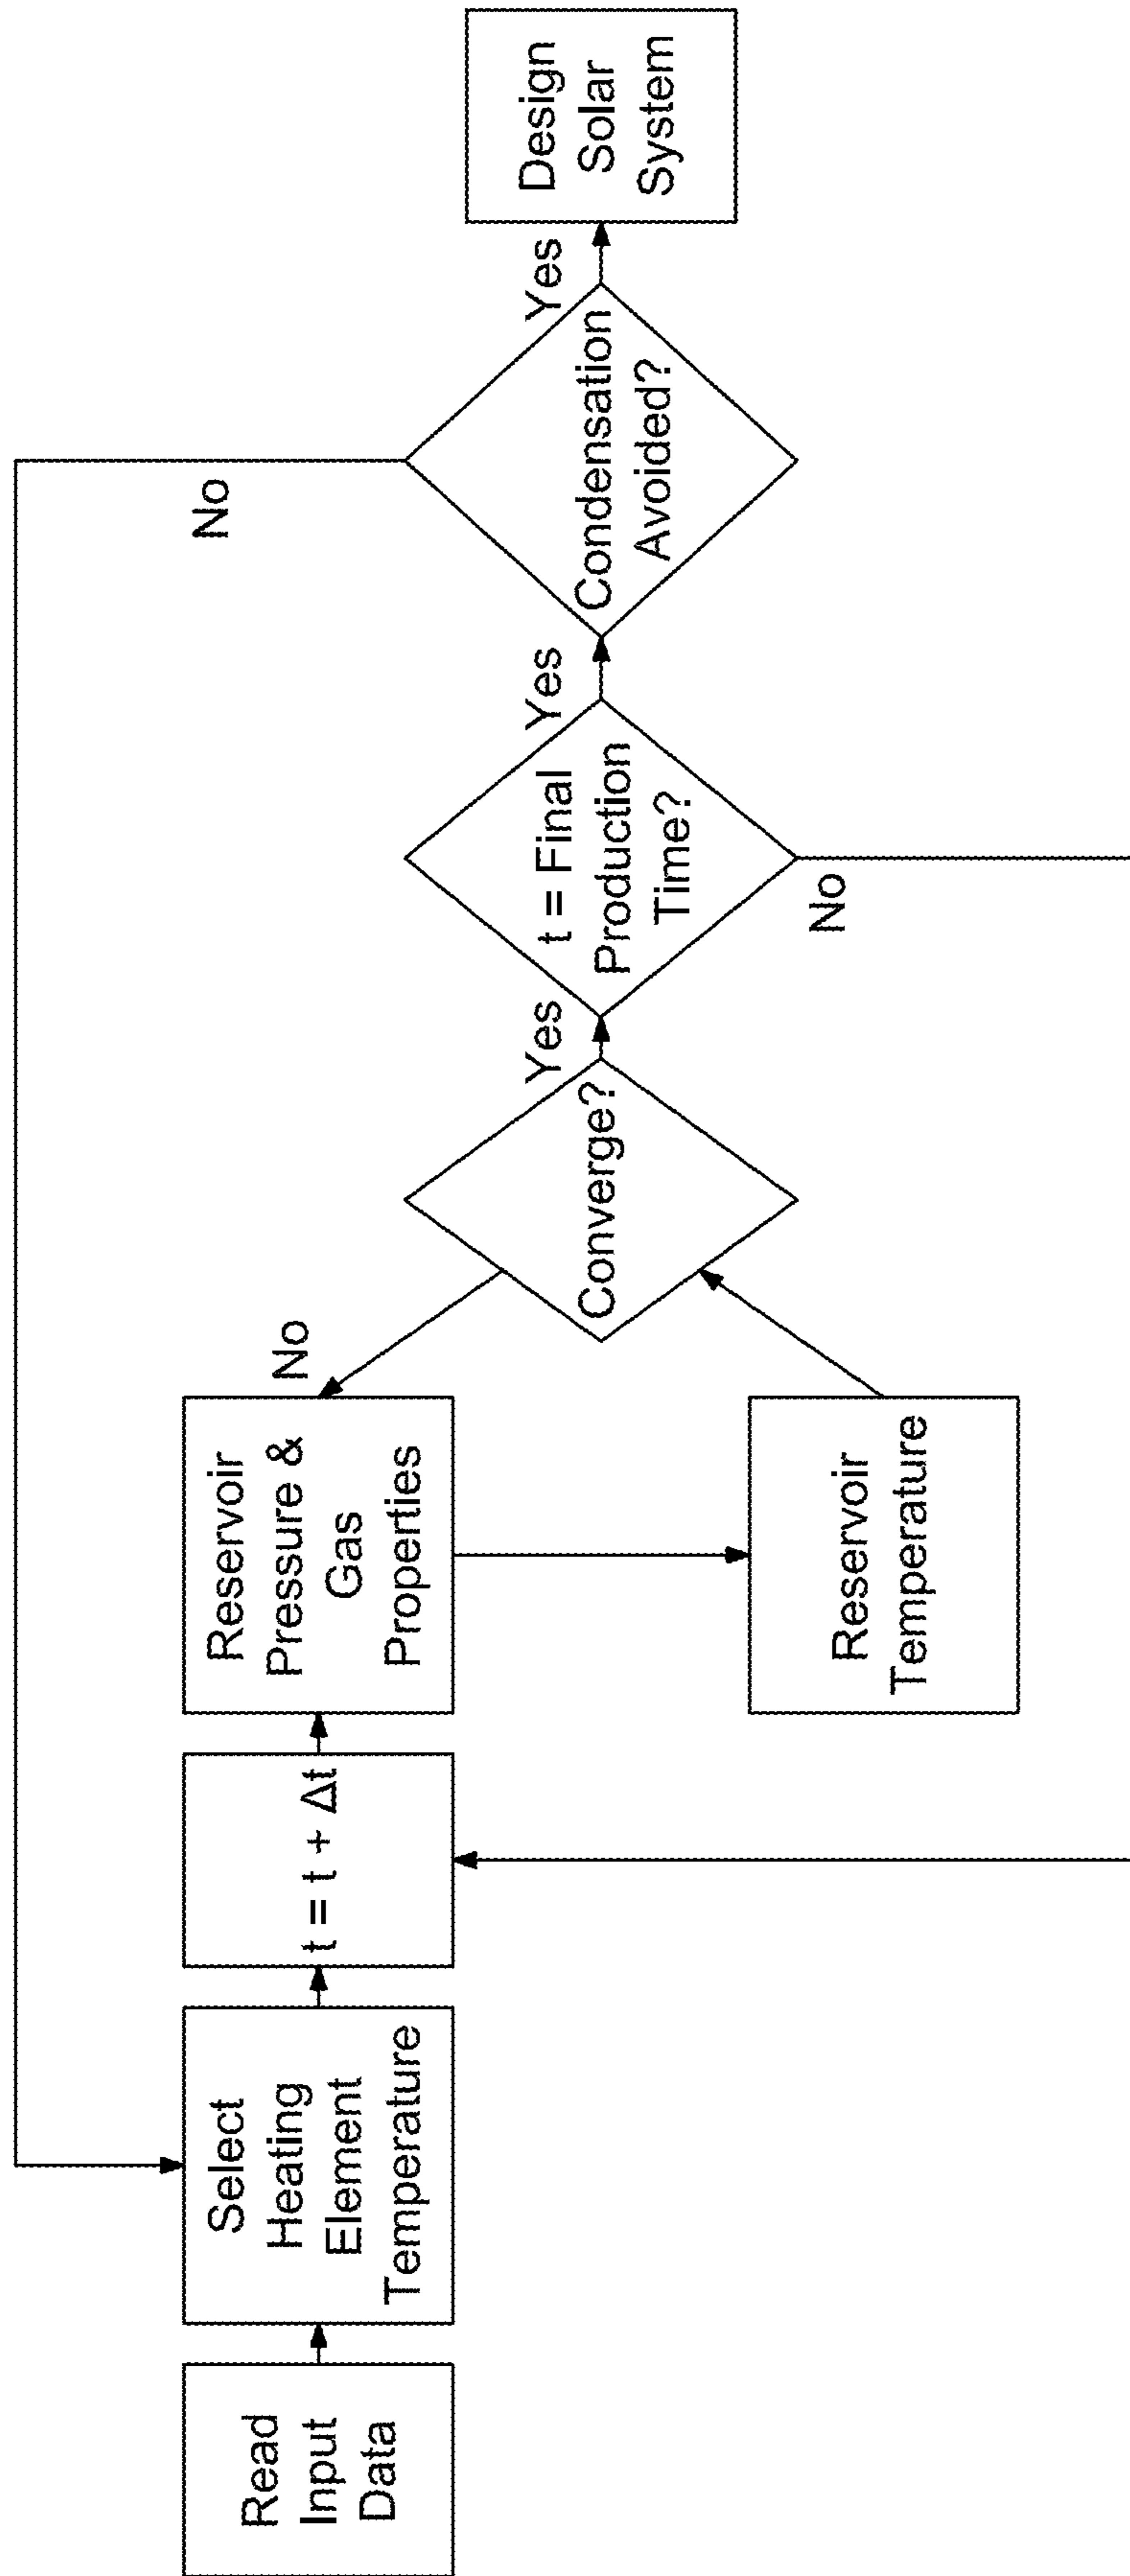 Read
Input
Data
Select
Heating
Element
Temperature
t = t + Δt
Reservoir
Pressure &
Gas
Properties
Reservoir
Temperature
No
Converge?
Yes
t = Final
Production
Time?
No
Yes
Condensation
Avoided?
No
Yes
Design
Solar
System